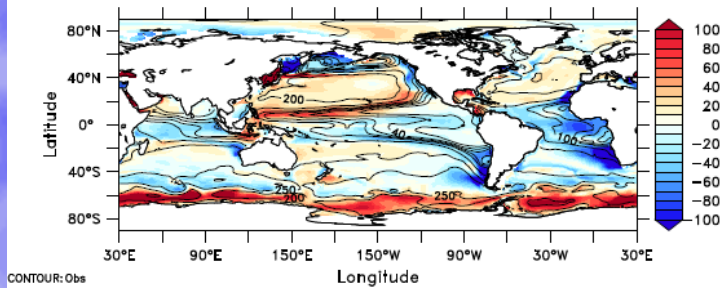 80°N
40°N
0°
40°S
80°S
Latitude
200
40
100
250
200
250
30°E 90°E 150°E 150°W 90°W 30°W 30°E
Longitude
100
80
60
40
20
0
−20
−40
−60
−80
−100
CONTOUR: Obs